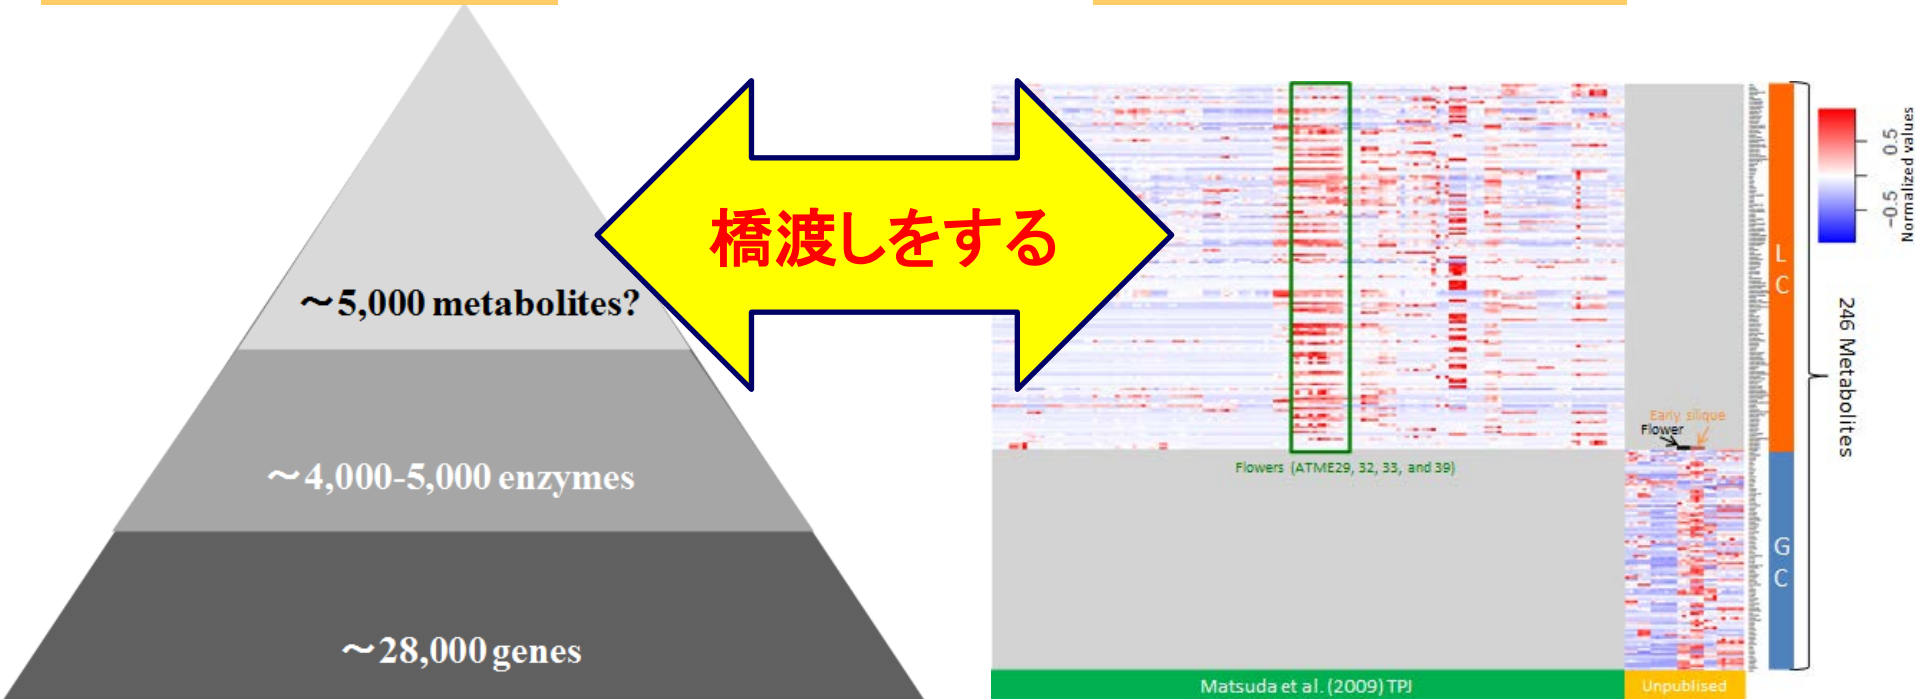 ～5,000 metabolites?
～4,000-5,000 enzymes
～28,000 genes
橋渡しをする
Flowers (ATME29, 32, 33, and 39)
Early silique
Flower
Matsuda et al. (2009) TPJ
Unpublised
LC
GC
246 Metabolites
0.5
-0.5
Normalized values